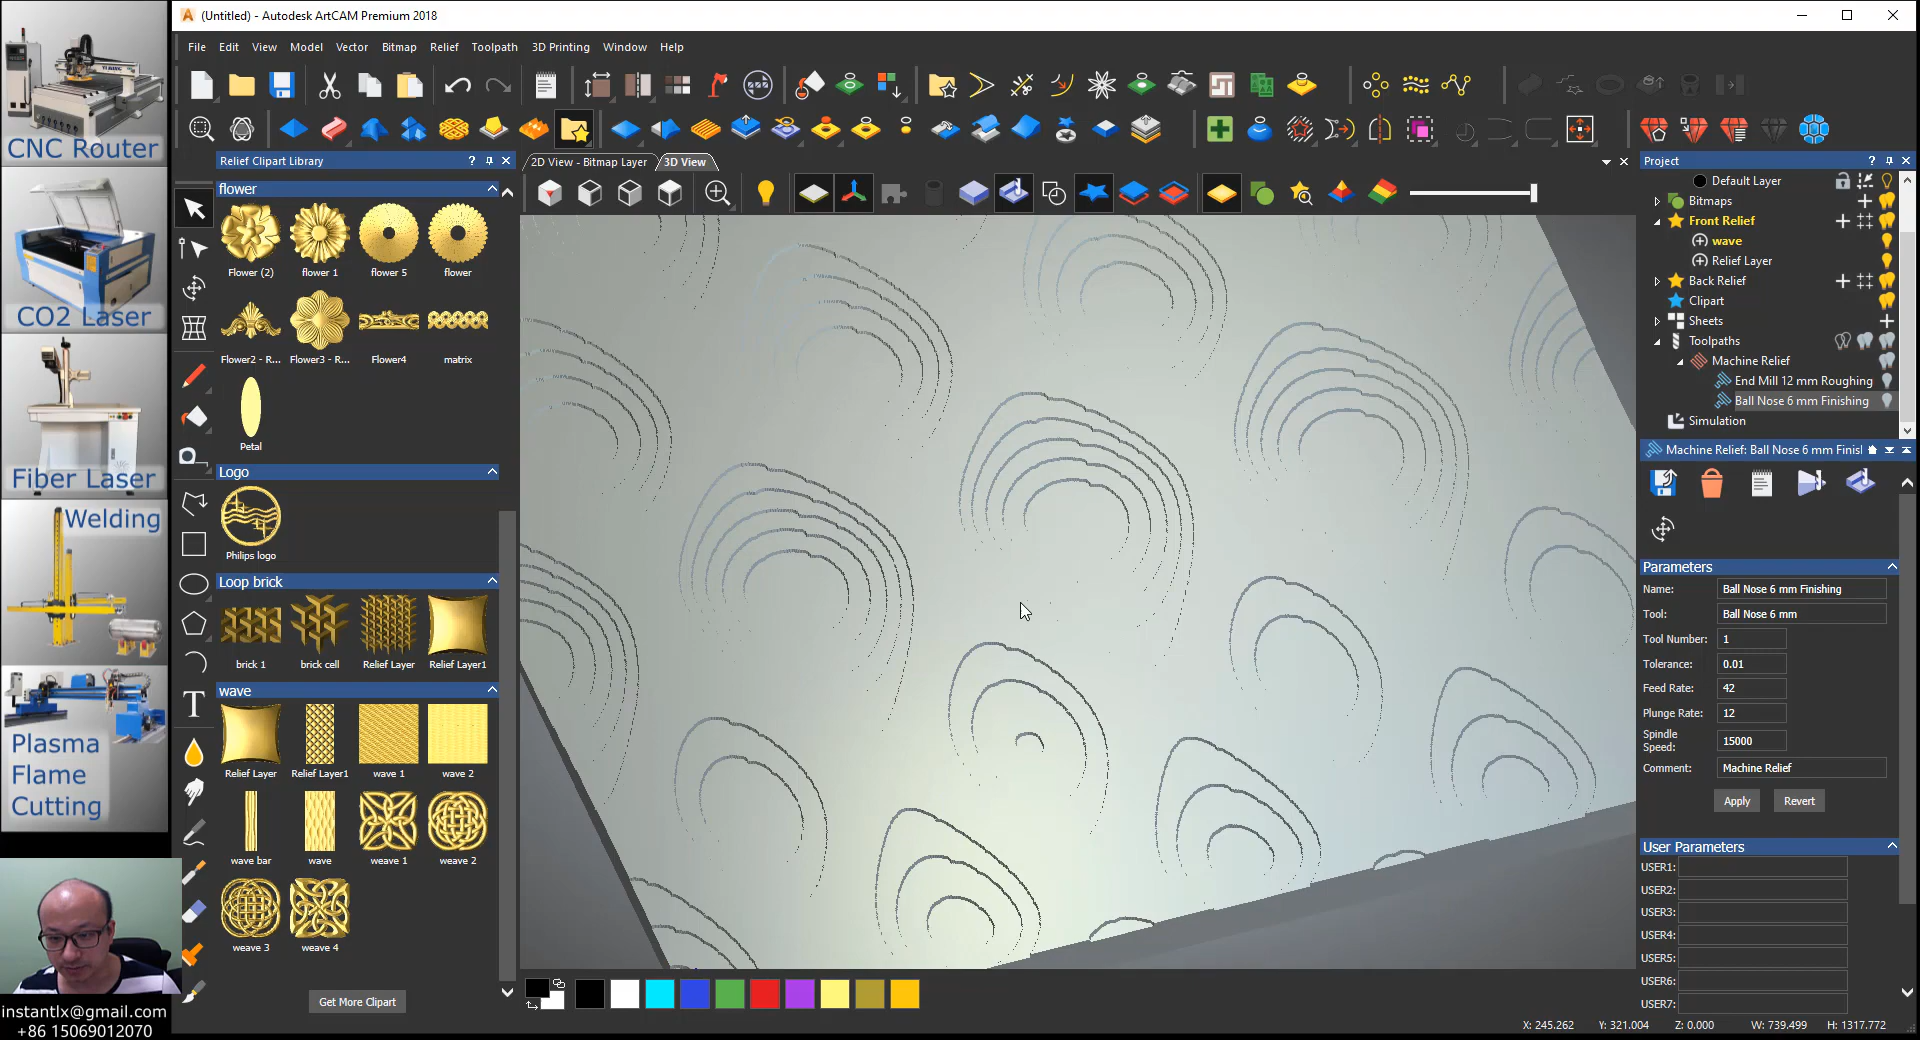 CNC Router
CO2 Laser
Fiber Laser
Welding
Plasma
Flame
Cutting
instantlx@gmail.com
+86 15069012070
(Untitled) - Autodesk ArtCAM Premium 2018
File Edit View Model Vector Bitmap Relief Toolpath 3D Printing Window Help
Relief Clipart Library ?
flower
Flower (2) flower 1 flower 5 flower
Flower2 - R... Flower3 - R... Flower4 matrix
Petal
Logo
Philips logo
Loop brick
brick 1 brick cell Relief Layer Relief Layer1
wave
Relief Layer Relief Layer1 wave 1 wave 2
wave bar wave weave 1 weave 2
weave 3 weave 4
Get More Clipart
2D View - Bitmap Layer 3D View
Project ?
Default Layer
Bitmaps
Front Relief
wave
Relief Layer
Back Relief
Clipart
Sheets
Toolpaths
Machine Relief
End Mill 12 mm Roughing
Ball Nose 6 mm Finishing
Simulation
Machine Relief: Ball Nose 6 mm Finisl
Parameters
Name: Ball Nose 6 mm Finishing
Tool: Ball Nose 6 mm
Tool Number: 1
Tolerance: 0.01
Feed Rate: 42
Plunge Rate: 12
Spindle
Speed: 15000
Comment: Machine Relief
Apply Revert
User Parameters
USER1:
USER2:
USER3:
USER4:
USER5:
USER6:
USER7:
X: 245.262 Y: 321.004 Z: 0.000 W: 739.499 H: 1317.772